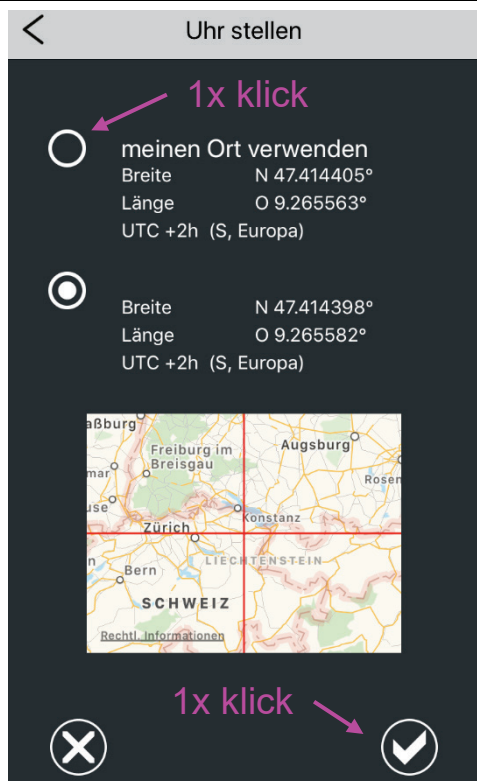 Uhr stellen
1x klick
meinen Ort verwenden
Breite N 47.414405°
Länge O 9.265563°
UTC +2h (S, Europa)
Breite N 47.414398°
Länge O 9.265582°
UTC +2h (S, Europa)
aßburg
Freiburg im
Breisgau
Augsburg
mar
Rosen
use
Konstanz
Zürich
n
Bern
LIECHTENSTEIN
SCHWEIZ
Rechtl. Informationen
1x klick